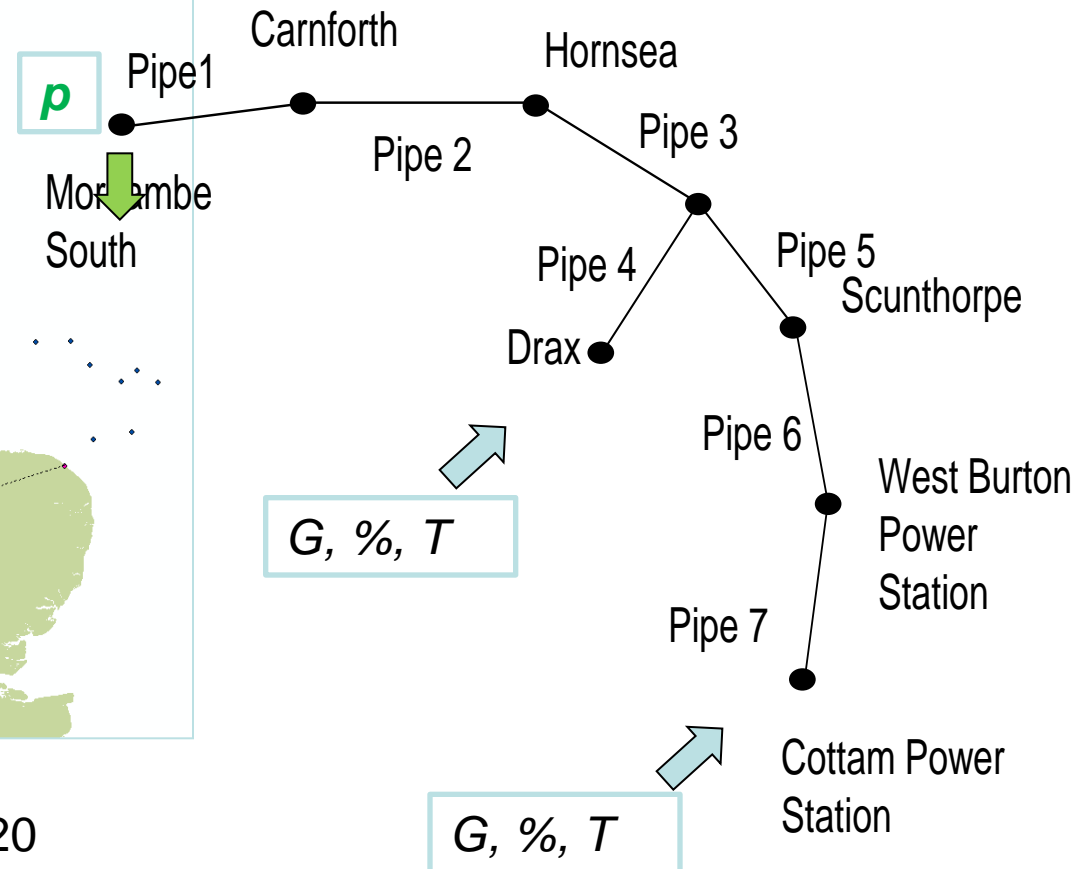 Carnforth
Hornsea
p
Pipe1
Pipe 3
Pipe 2
Morecambe
South
Pipe 4
Pipe 5
Scunthorpe
Drax
Pipe 6
West Burton
Power
Station
G, %, T
Pipe 7
Cottam Power
Station
20
G, %, T